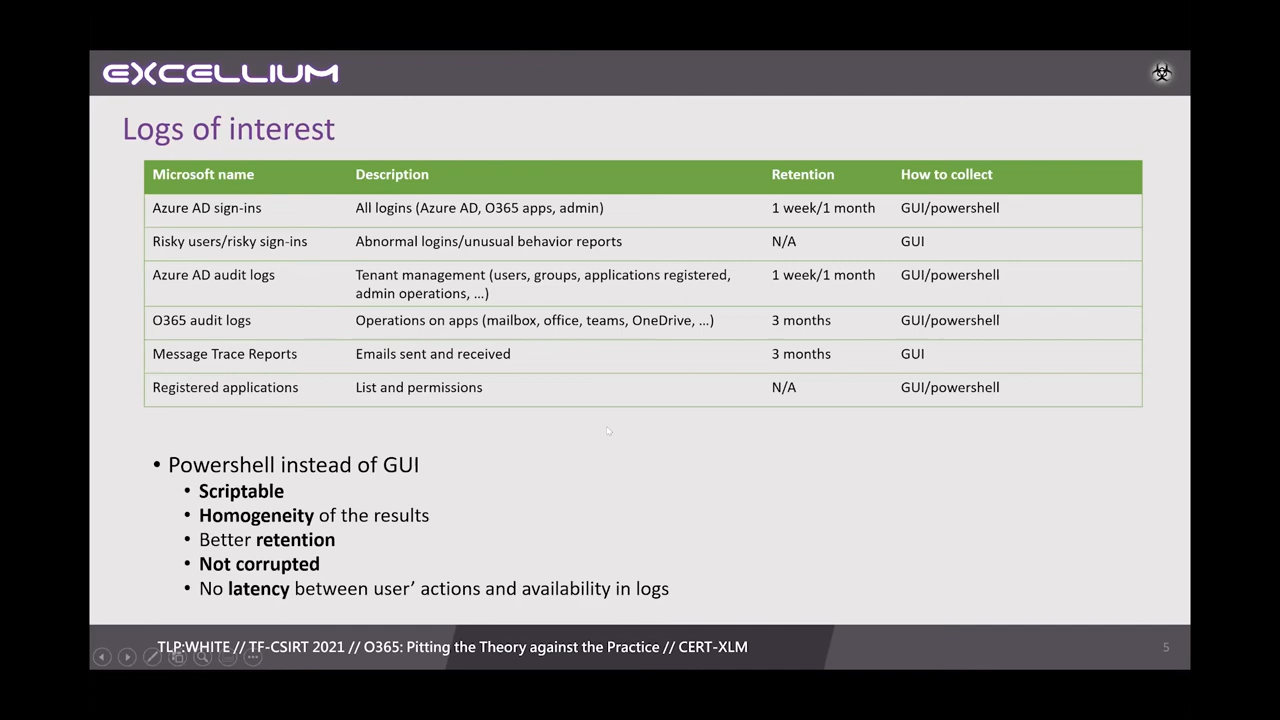 EXCELLIUM
Logs of interest
Microsoft name Description Retention How to collect
Azure AD sign-ins All logins (Azure AD, O365 apps, admin) 1 week/1 month GUI/powershell
Risky users/risky sign-ins Abnormal logins/unusual behavior reports N/A GUI
Azure AD audit logs Tenant management (users, groups, applications registered, 1 week/1 month GUI/powershell
admin operations, …)
O365 audit logs Operations on apps (mailbox, office, teams, OneDrive, …) 3 months GUI/powershell
Message Trace Reports Emails sent and received 3 months GUI
Registered applications List and permissions N/A GUI/powershell
• Powershell instead of GUI
• Scriptable
• Homogeneity of the results
• Better retention
• Not corrupted
• No latency between user’ actions and availability in logs
TLP:WHITE // TF-CSIRT 2021 // O365: Pitting the Theory against the Practice // CERT-XLM 5